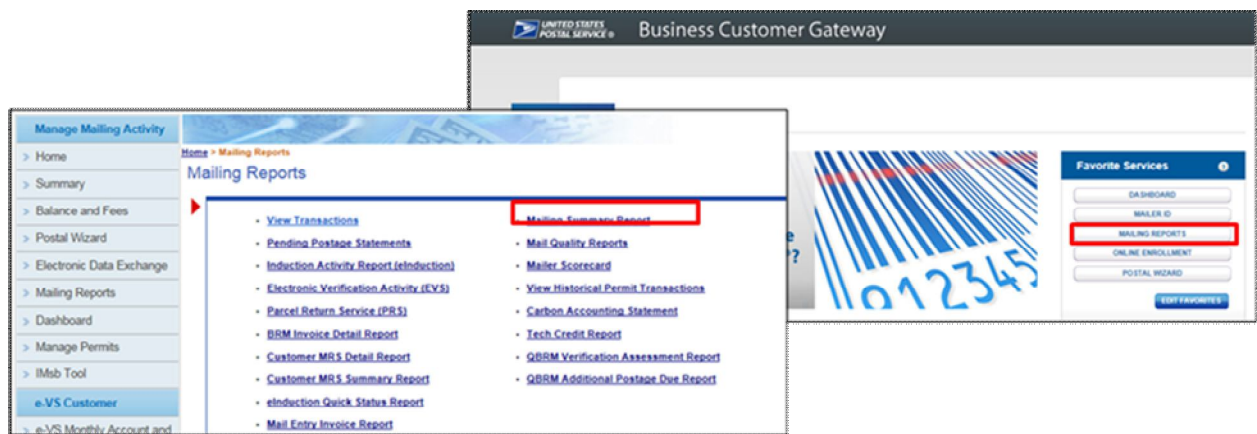 UNITED STATES
POSTAL SERVICE ®
Business Customer Gateway
Favorite Services
DASHBOARD
MAILER ID
MAILING REPORTS
ONLINE ENROLLMENT
POSTAL WIZARD
EDIT FAVORITES
e
?
012345
Manage Mailing Activity
> Home
> Summary
> Balance and Fees
> Postal Wizard
> Electronic Data Exchange
> Mailing Reports
> Dashboard
> Manage Permits
> IMsb Tool
e-VS Customer
> e-VS Monthly Account and
Home > Mailing Reports
Mailing Reports
• View Transactions
• Pending Postage Statements
• Induction Activity Report (eInduction)
• Electronic Verification Activity (EVS)
• Parcel Return Service (PRS)
• BRM Invoice Detail Report
• Customer MRS Detail Report
• Customer MRS Summary Report
• eInduction Quick Status Report
• Mail Entry Invoice Report
• Mailing Summary Report
• Mail Quality Reports
• Mailer Scorecard
• View Historical Permit Transactions
• Carbon Accounting Statement
• Tech Credit Report
• QBRM Verification Assessment Report
• QBRM Additional Postage Due Report